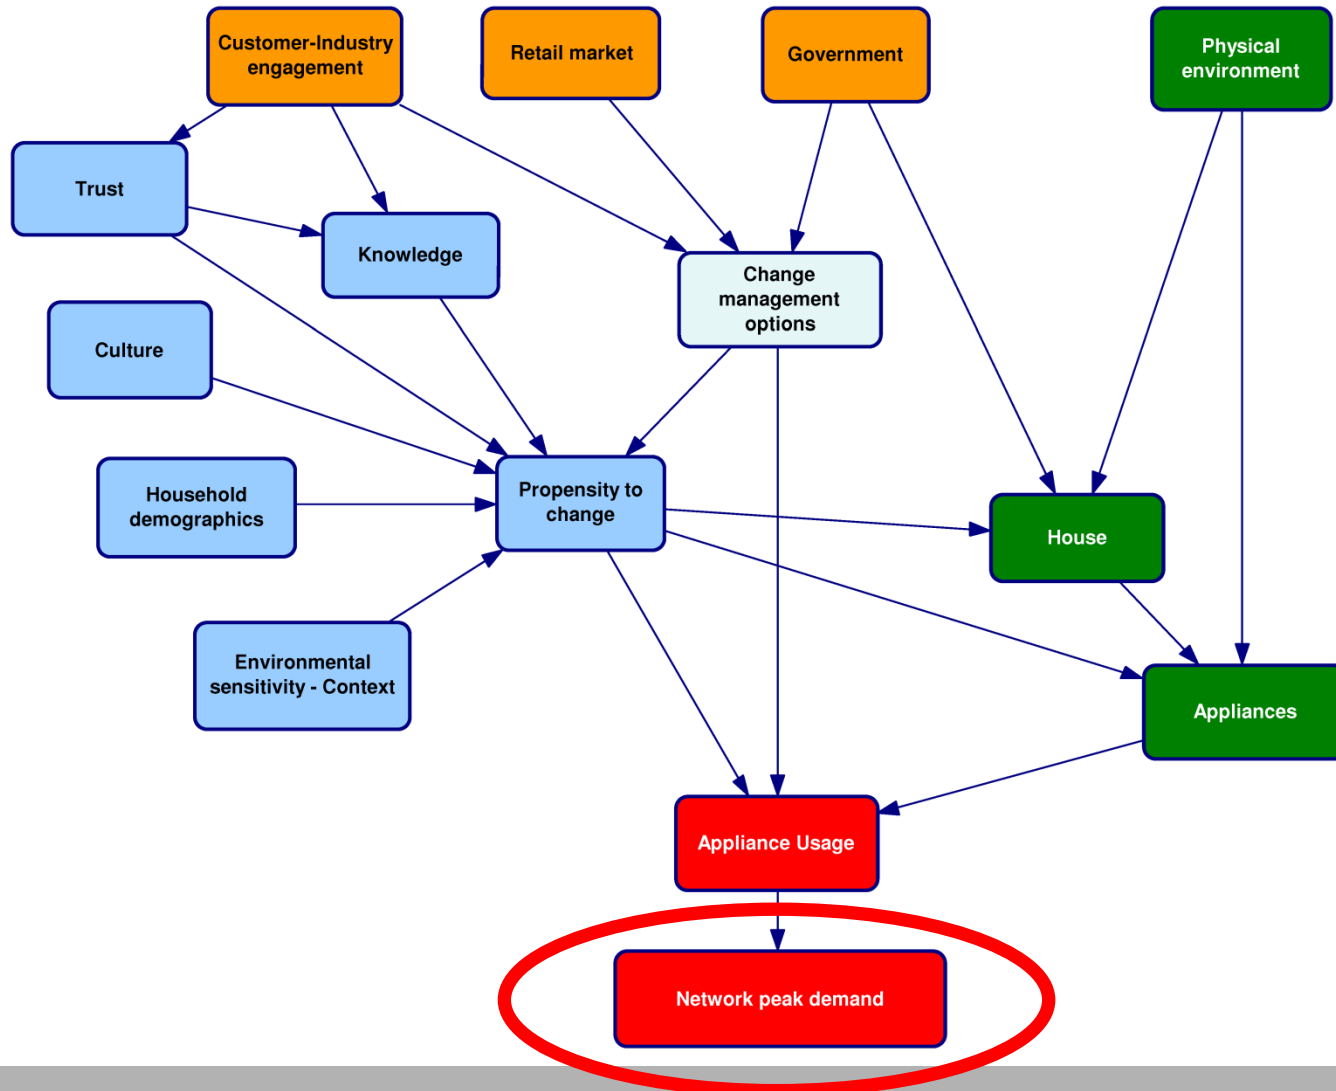 Customer-Industry
engagement
Retail market
Government
Physical
environment
Trust
Knowledge
Change
management
options
Culture
Household
demographics
Propensity to
change
House
Environmental
sensitivity - Context
Appliances
Appliance Usage
Network peak demand